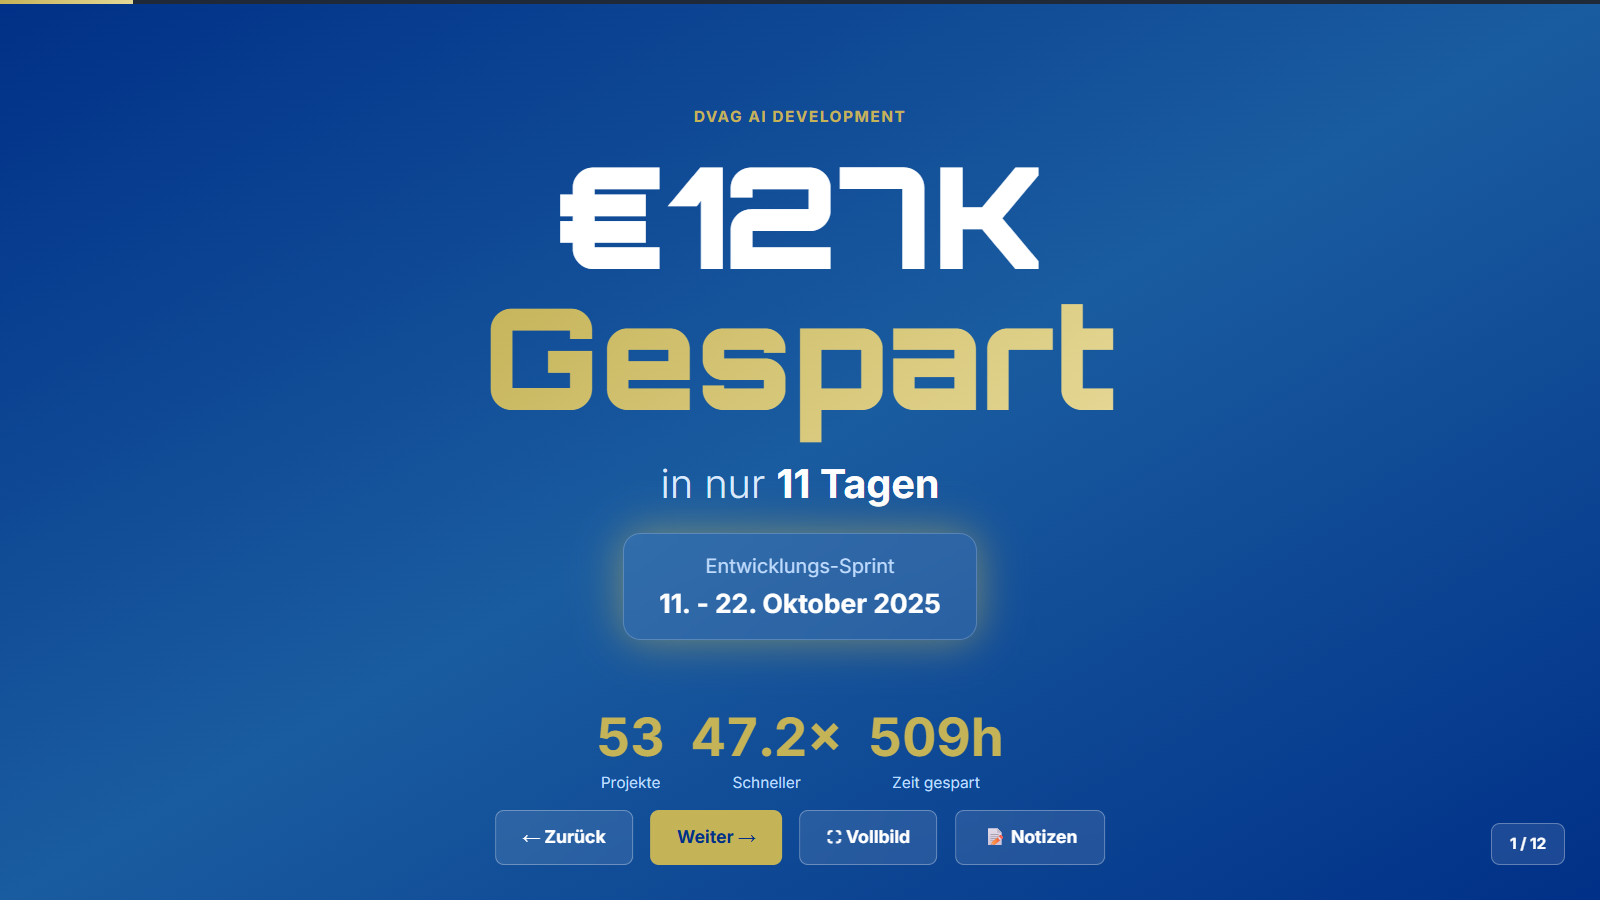 DVAG AI DEVELOPMENT
€127K
Gespart
in nur 11 Tagen
Entwicklungs-Sprint
11. - 22. Oktober 2025
53 47.2× 509h
Projekte Schneller Zeit gespart
← Zurück Weiter → Vollbild Notizen
1 / 12